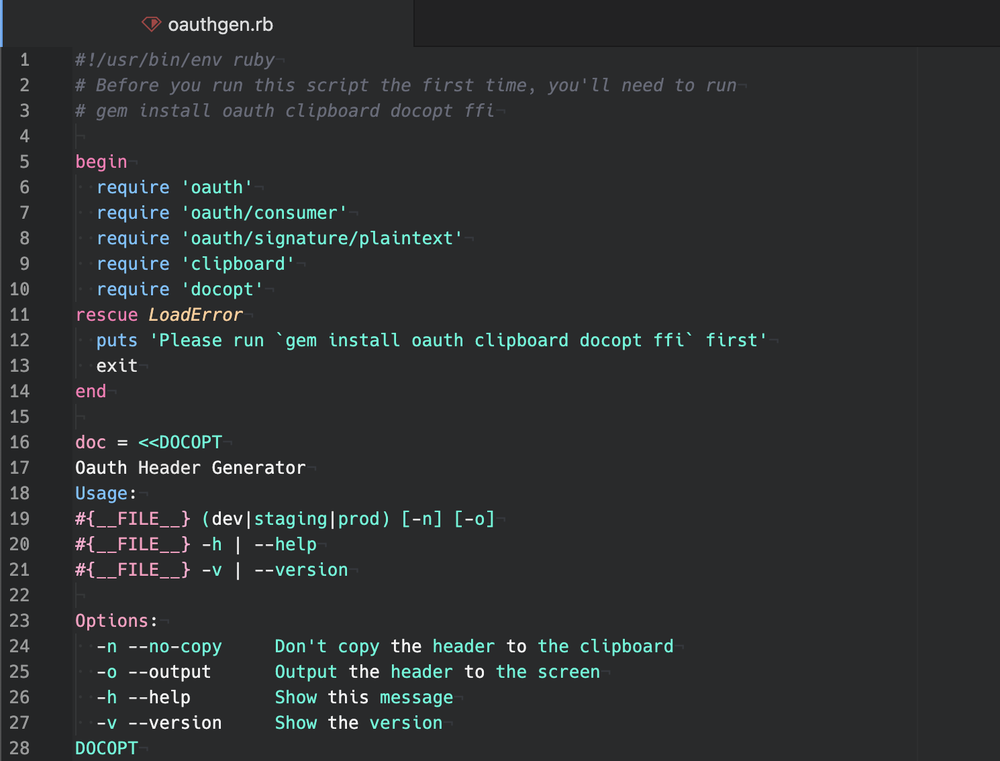 oauthgen.rb
1 #!/usr/bin/env ruby
2 # Before you run this script the first time, you'll need to run
3 # gem install oauth clipboard docopt ffi
4
5 begin
6   require 'oauth'
7   require 'oauth/consumer'
8   require 'oauth/signature/plaintext'
9   require 'clipboard'
10   require 'docopt'
11 rescue LoadError
12   puts 'Please run `gem install oauth clipboard docopt ffi` first'
13   exit
14 end
15
16 doc = <<DOCOPT
17 Oauth Header Generator
18 Usage:
19 #{__FILE__} (dev|staging|prod) [-n] [-o]
20 #{__FILE__} -h | --help
21 #{__FILE__} -v | --version
22
23 Options:
24   -n --no-copy     Don't copy the header to the clipboard
25   -o --output      Output the header to the screen
26   -h --help        Show this message
27   -v --version     Show the version
28 DOCOPT